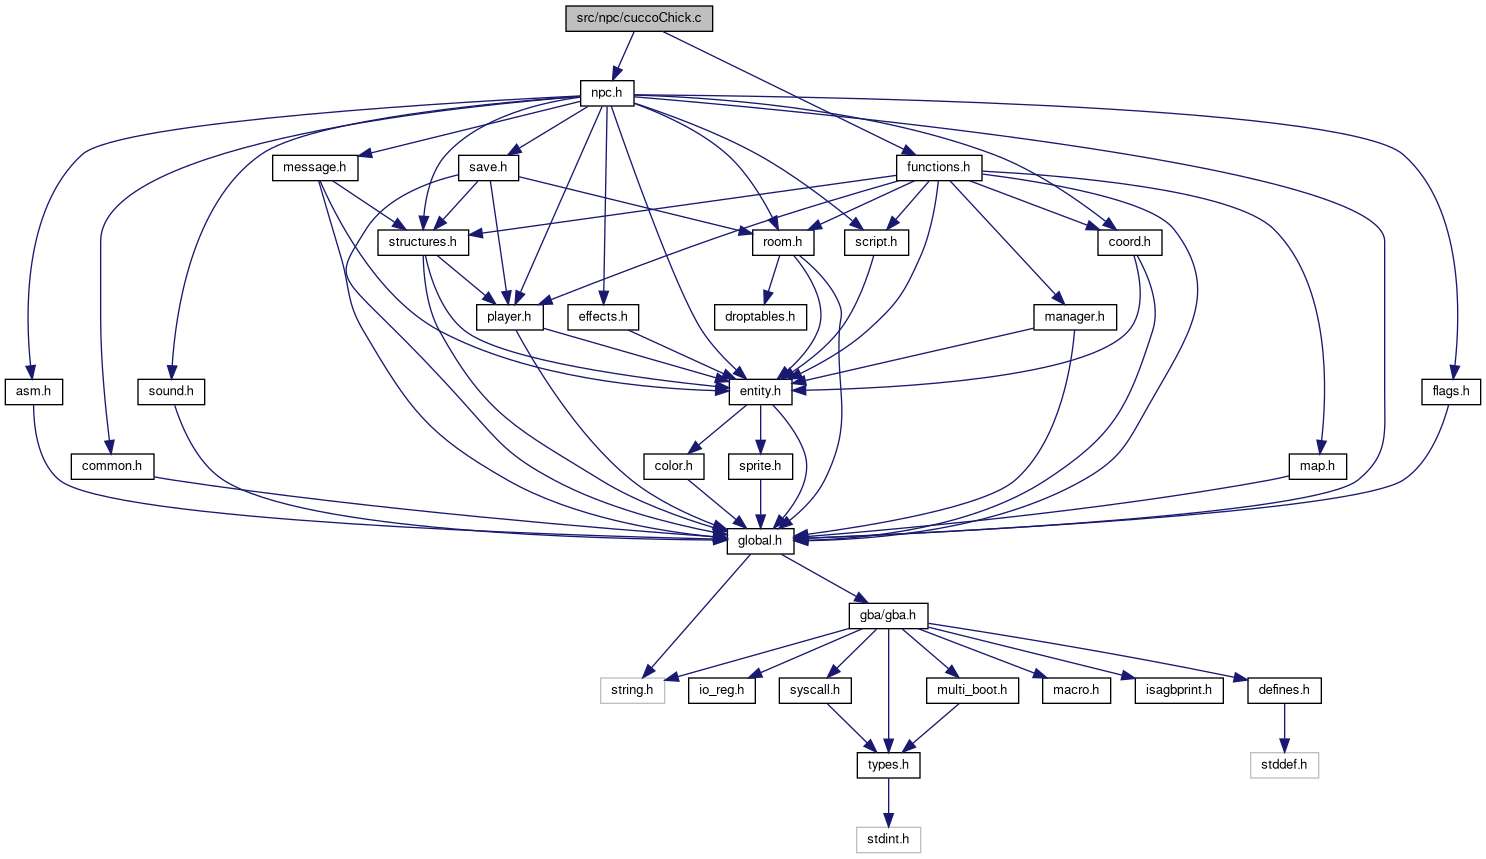 src/npc/cuccoChick.c
npc.h
message.h
save.h
functions.h
structures.h
room.h
script.h
coord.h
player.h
effects.h
droptables.h
manager.h
asm.h
sound.h
entity.h
flags.h
common.h
color.h
sprite.h
map.h
global.h
gba/gba.h
string.h
io_reg.h
syscall.h
multi_boot.h
macro.h
isagbprint.h
defines.h
types.h
stddef.h
stdint.h